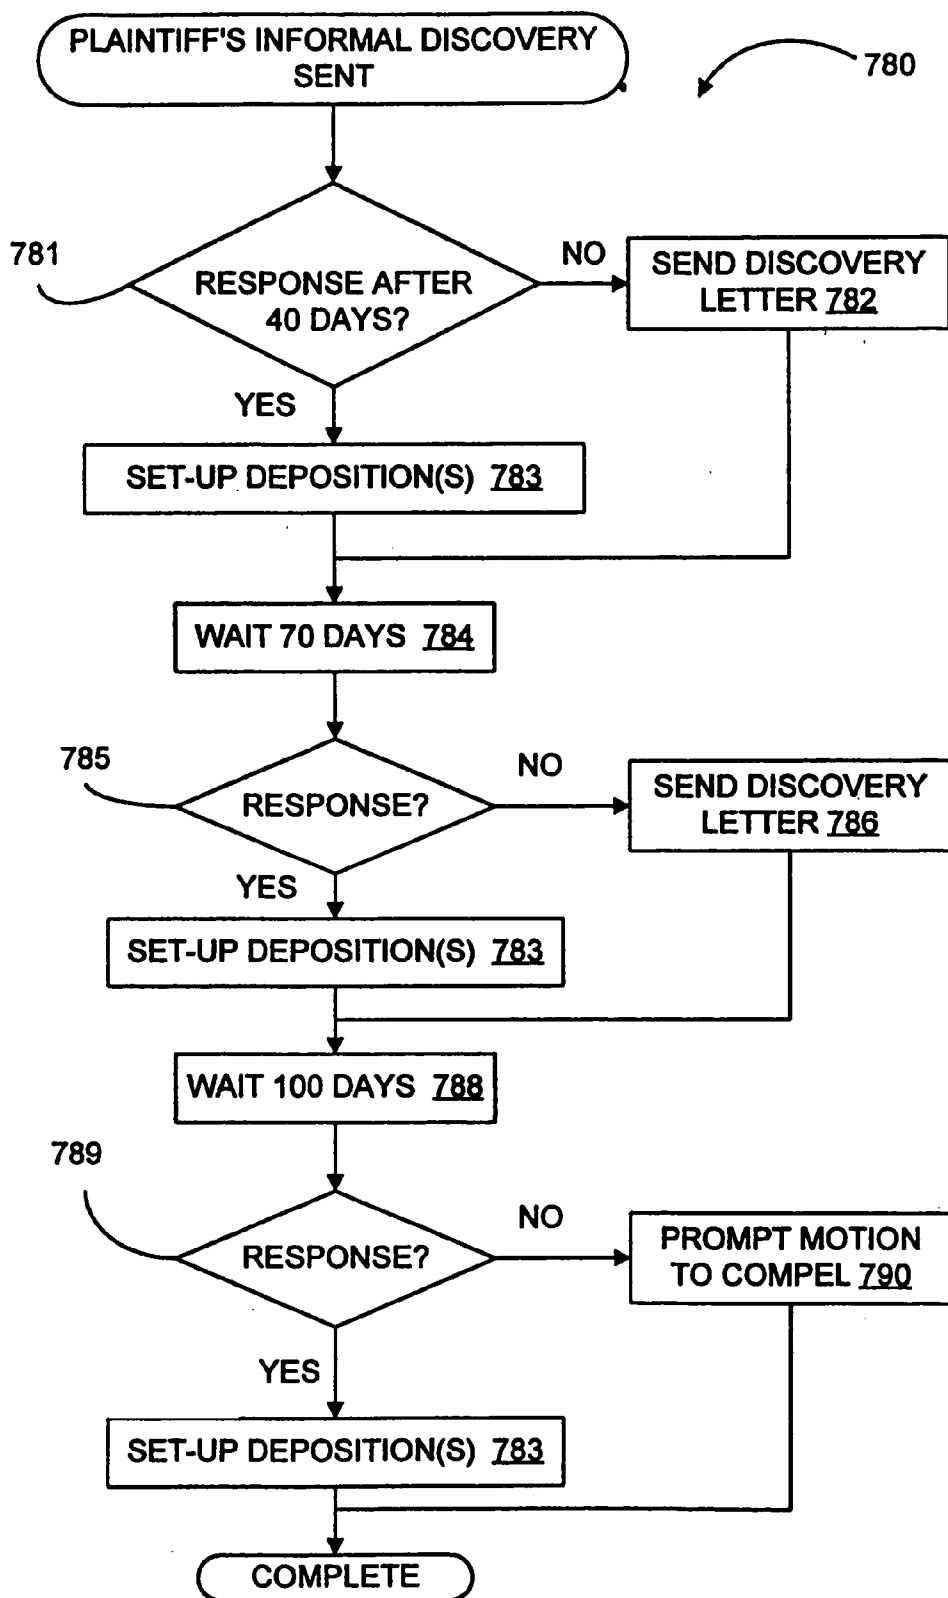 PLAINTIFF'S INFORMAL DISCOVERY
SENT
780
781
RESPONSE AFTER
40 DAYS?
NO
SEND DISCOVERY
LETTER 782
YES
SET-UP DEPOSITION(S) 783
WAIT 70 DAYS 784
785
RESPONSE?
NO
SEND DISCOVERY
LETTER 786
YES
SET-UP DEPOSITION(S) 783
WAIT 100 DAYS 788
789
RESPONSE?
NO
PROMPT MOTION
TO COMPEL 790
YES
SET-UP DEPOSITION(S) 783
COMPLETE